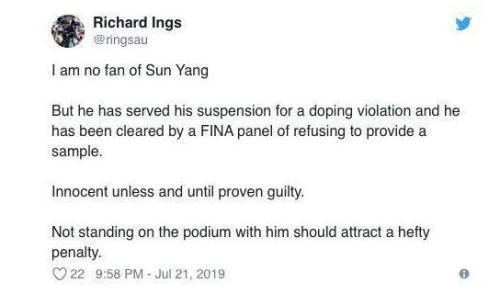 Richard Ings
@ringsau
I am no fan of Sun Yang
But he has served his suspension for a doping violation and he
has been cleared by a FINA panel of refusing to provide a
sample.
Innocent unless and until proven guilty.
Not standing on the podium with him should attract a hefty
penalty.
22 9:58 PM - Jul 21, 2019